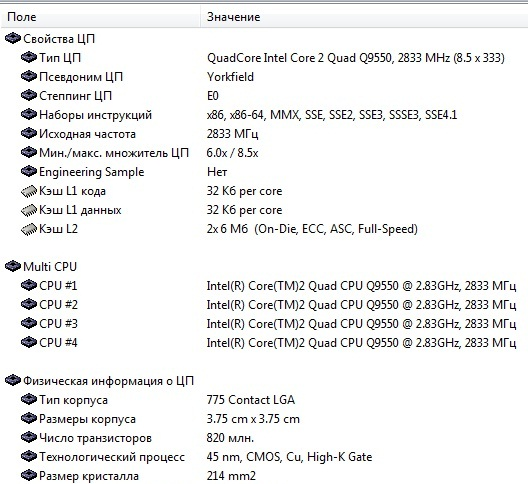 Поле Значение
Свойства ЦП
Тип ЦП QuadCore Intel Core 2 Quad Q9550, 2833 MHz (8.5 x 333)
Псевдоним ЦП Yorkfield
Степпинг ЦП E0
Наборы инструкций x86, x86-64, MMX, SSE, SSE2, SSE3, SSSE3, SSE4.1
Исходная частота 2833 МГц
Мин./макс. множитель ЦП 6.0x / 8.5x
Engineering Sample Нет
Кэш L1 кода 32 Кб per core
Кэш L1 данных 32 Кб per core
Кэш L2 2x 6 Мб (On-Die, ECC, ASC, Full-Speed)
Multi CPU
CPU #1 Intel(R) Core(TM)2 Quad CPU Q9550 @ 2.83GHz, 2833 МГц
CPU #2 Intel(R) Core(TM)2 Quad CPU Q9550 @ 2.83GHz, 2833 МГц
CPU #3 Intel(R) Core(TM)2 Quad CPU Q9550 @ 2.83GHz, 2833 МГц
CPU #4 Intel(R) Core(TM)2 Quad CPU Q9550 @ 2.83GHz, 2833 МГц
Физическая информация о ЦП
Тип корпуса 775 Contact LGA
Размеры корпуса 3.75 cm x 3.75 cm
Число транзисторов 820 млн.
Технологический процесс 45 nm, CMOS, Cu, High-K Gate
Размер кристалла 214 mm2